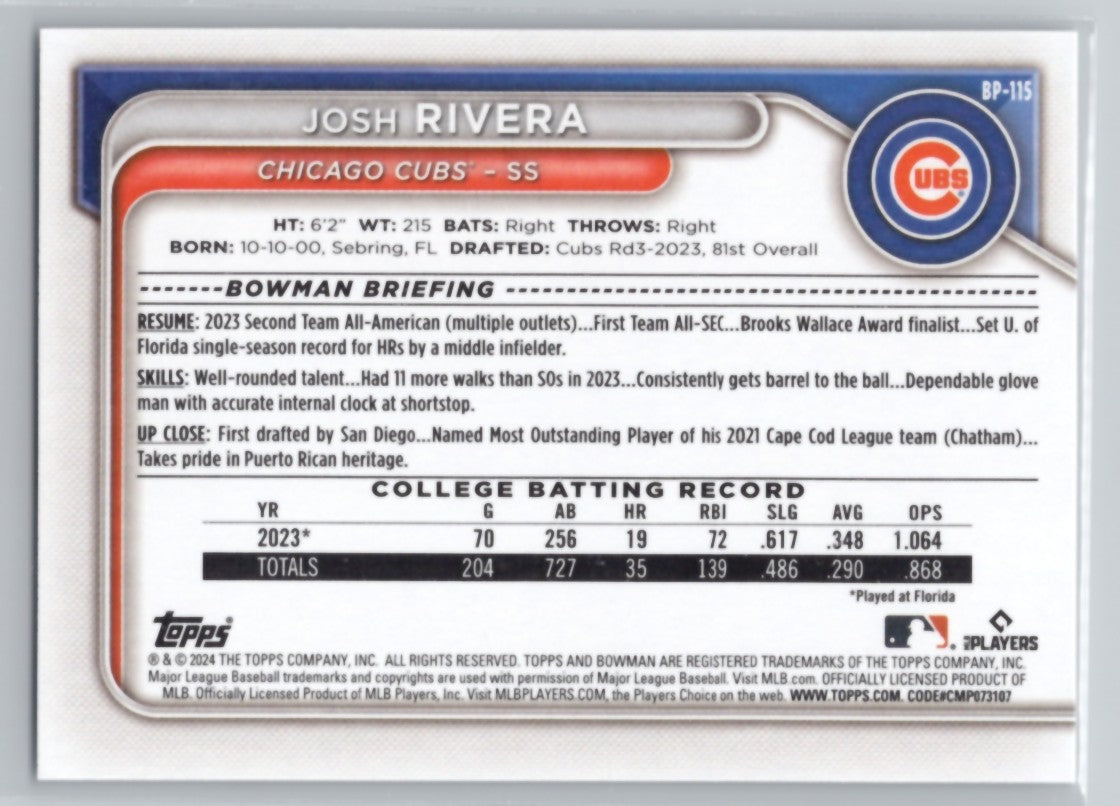 BP-115
JOSH RIVERA
CHICAGO CUBS™ - SS
CUBS®
HT: 6'2" WT: 215 BATS: Right THROWS: Right
BORN: 10-10-00, Sebring, FL DRAFTED: Cubs Rd3-2023, 81st Overall
BOWMAN BRIEFING
RESUME: 2023 Second Team All-American (multiple outlets)...First Team All-SEC...Brooks Wallace Award finalist...Set U. of
Florida single-season record for HRs by a middle infielder.
SKILLS: Well-rounded talent...Had 11 more walks than SOs in 2023...Consistently gets barrel to the ball...Dependable glove
man with accurate internal clock at shortstop.
UP CLOSE: First drafted by San Diego...Named Most Outstanding Player of his 2021 Cape Cod League team (Chatham)...
Takes pride in Puerto Rican heritage.
COLLEGE BATTING RECORD
YR G AB HR RBI SLG AVG OPS
2023* 70 256 19 72 .617 .348 1.064
TOTALS 204 727 35 139 .486 .290 .868
*Played at Florida
Topps®
MLB PLAYERS
® & © 2024 THE TOPPS COMPANY, INC. ALL RIGHTS RESERVED. TOPPS AND BOWMAN ARE REGISTERED TRADEMARKS OF THE TOPPS COMPANY, INC.
Major League Baseball trademarks and copyrights are used with permission of Major League Baseball. Visit MLB.com. OFFICIALLY LICENSED PRODUCT OF
MLB. Officially Licensed Product of MLB Players, Inc. Visit MLBPLAYERS.COM, the Players Choice on the web. WWW.TOPPS.COM. CODE#CMP073107